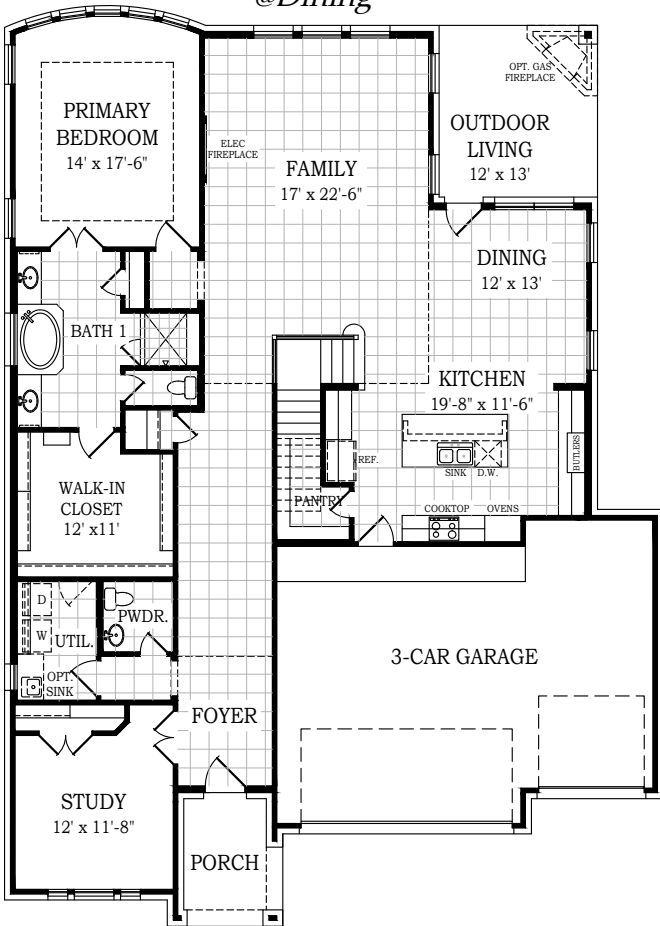 @Dining
OPT. GAS
FIREPLACE
PRIMARY
BEDROOM
14' x 17'-6"
ELEC
FIREPLACE
FAMILY
17' x 22'-6"
OUTDOOR
LIVING
12' x 13'
DINING
12' x 13'
BATH 1
KITCHEN
19'-8" x 11'-6"
REF.
SINK
D.W.
BUTLERS
WALK-IN
CLOSET
12' x11'
PANTRY
COOKTOP
OVENS
D
W
UTIL.
PWDR.
OPT.
SINK
3-CAR GARAGE
FOYER
STUDY
12' x 11'-8"
PORCH